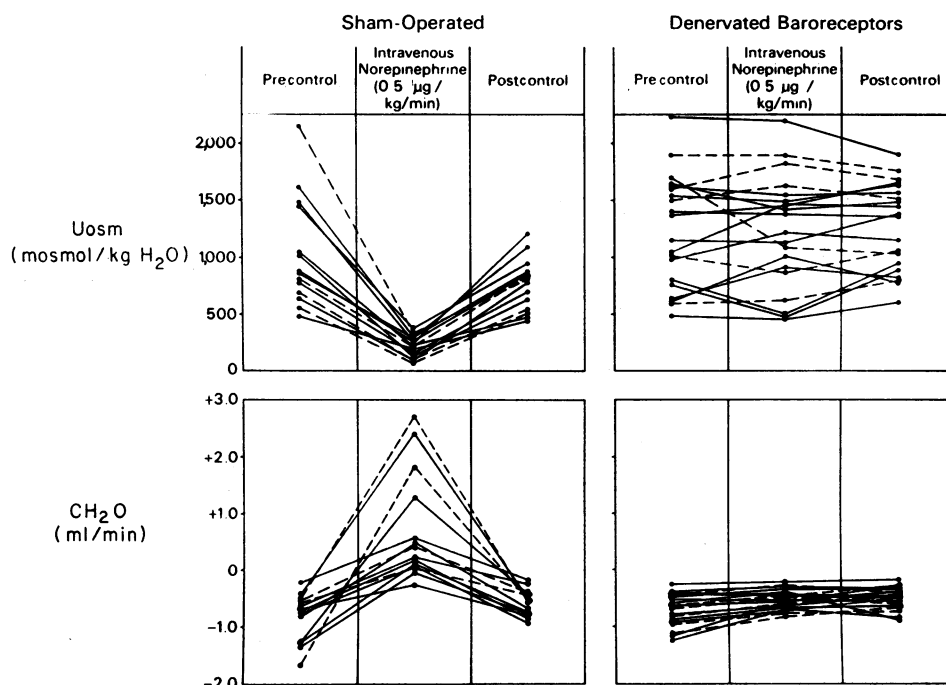 Sham-Operated
Denervated Baroreceptors
Precontrol
Intravenous
Norepinephrine
(0 5 µg /
kg/min)
Postcontrol
Precontrol
Intravenous
Norepinephrine
(0 5 µg /
kg/min)
Postcontrol
Uosm
(mosmol/kg H2O)
2,000
1,500
1,000
500
0
CH2O
(ml/min)
+3.0
+2.0
+1.0
0
-1.0
-2.0